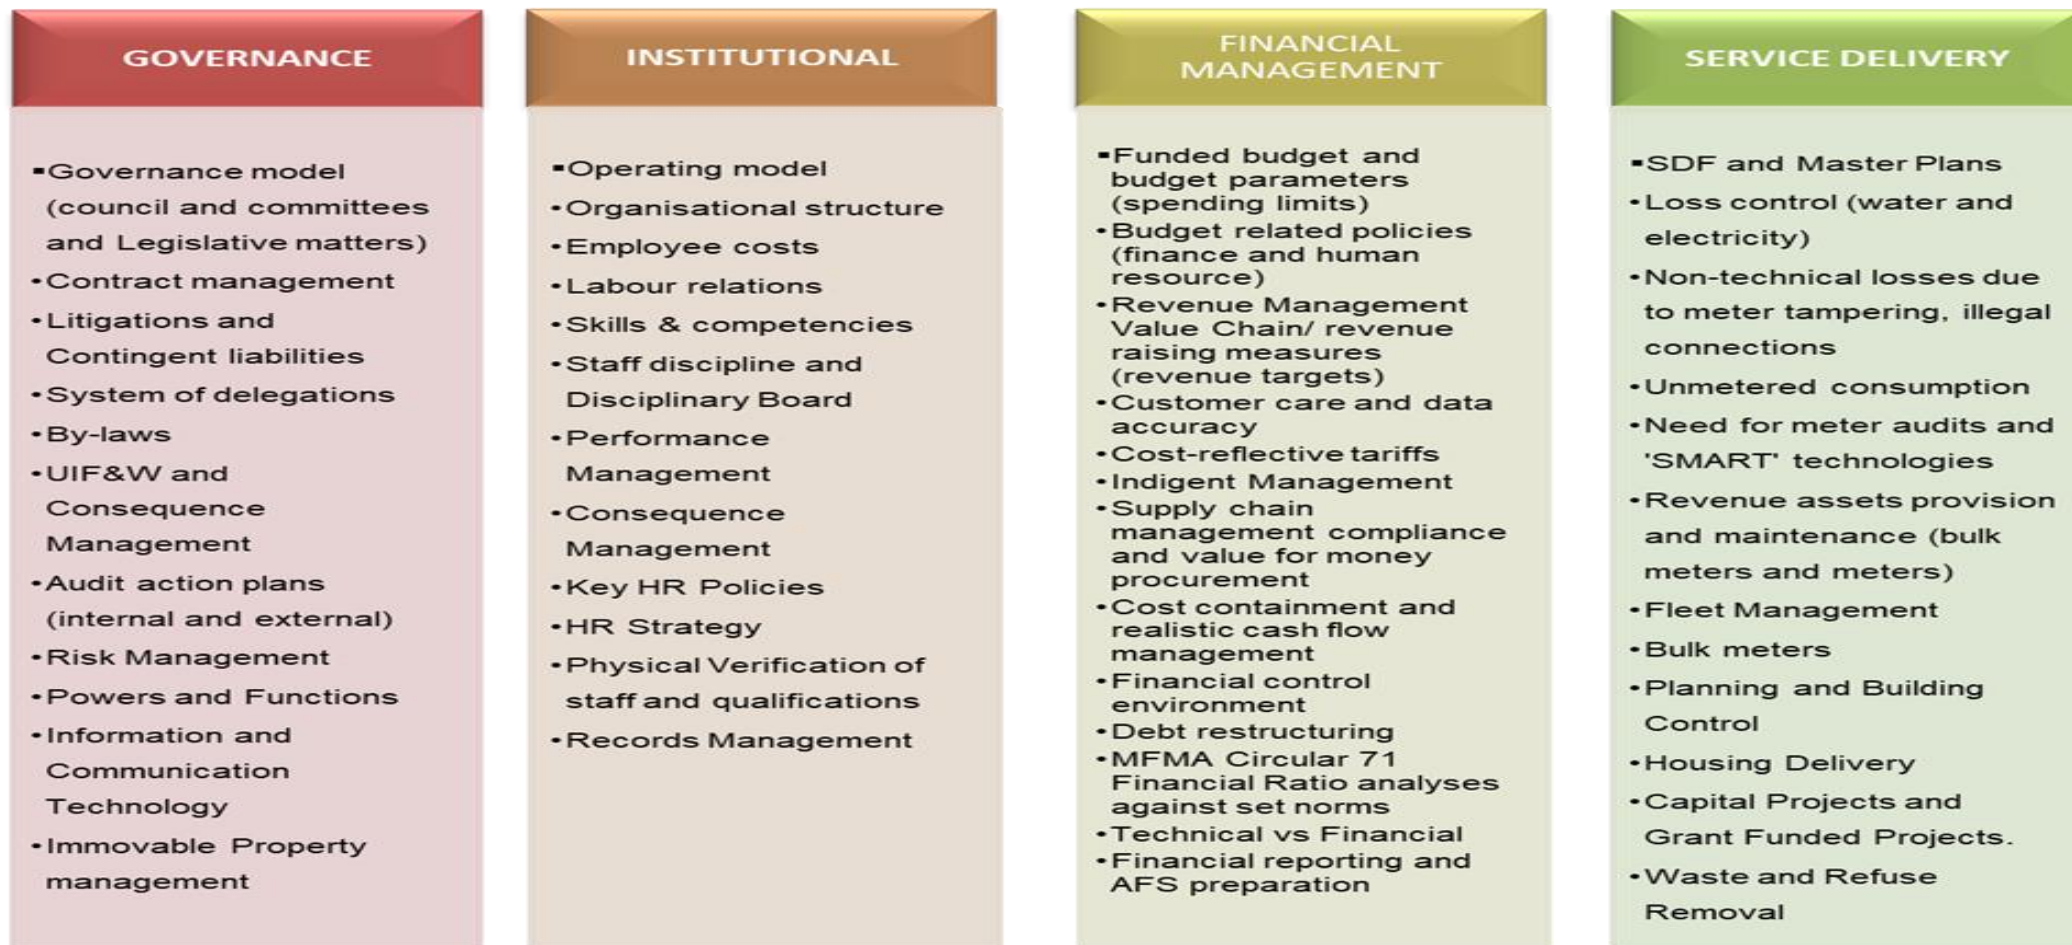 GOVERNANCE
▪Governance model
(council and committees
and Legislative matters)
•Contract management
•Litigations and
Contingent liabilities
•System of delegations
•By-laws
•UIF&W and
Consequence
Management
•Audit action plans
(internal and external)
•Risk Management
•Powers and Functions
•Information and
Communication
Technology
•Immovable Property
management
INSTITUTIONAL
▪Operating model
•Organisational structure
•Employee costs
•Labour relations
•Skills & competencies
•Staff discipline and
Disciplinary Board
•Performance
Management
•Consequence
Management
•Key HR Policies
•HR Strategy
•Physical Verification of
staff and qualifications
•Records Management
FINANCIAL
MANAGEMENT
▪Funded budget and
budget parameters
(spending limits)
•Budget related policies
(finance and human
resource)
•Revenue Management
Value Chain/ revenue
raising measures
(revenue targets)
•Customer care and data
accuracy
•Cost-reflective tariffs
•Indigent Management
•Supply chain
management compliance
and value for money
procurement
•Cost containment and
realistic cash flow
management
•Financial control
environment
•Debt restructuring
•MFMA Circular 71
Financial Ratio analyses
against set norms
•Technical vs Financial
•Financial reporting and
AFS preparation
SERVICE DELIVERY
▪SDF and Master Plans
•Loss control (water and
electricity)
•Non-technical losses due
to meter tampering, illegal
connections
•Unmetered consumption
•Need for meter audits and
'SMART' technologies
•Revenue assets provision
and maintenance (bulk
meters and meters)
•Fleet Management
•Bulk meters
•Planning and Building
Control
•Housing Delivery
•Capital Projects and
Grant Funded Projects.
•Waste and Refuse
Removal